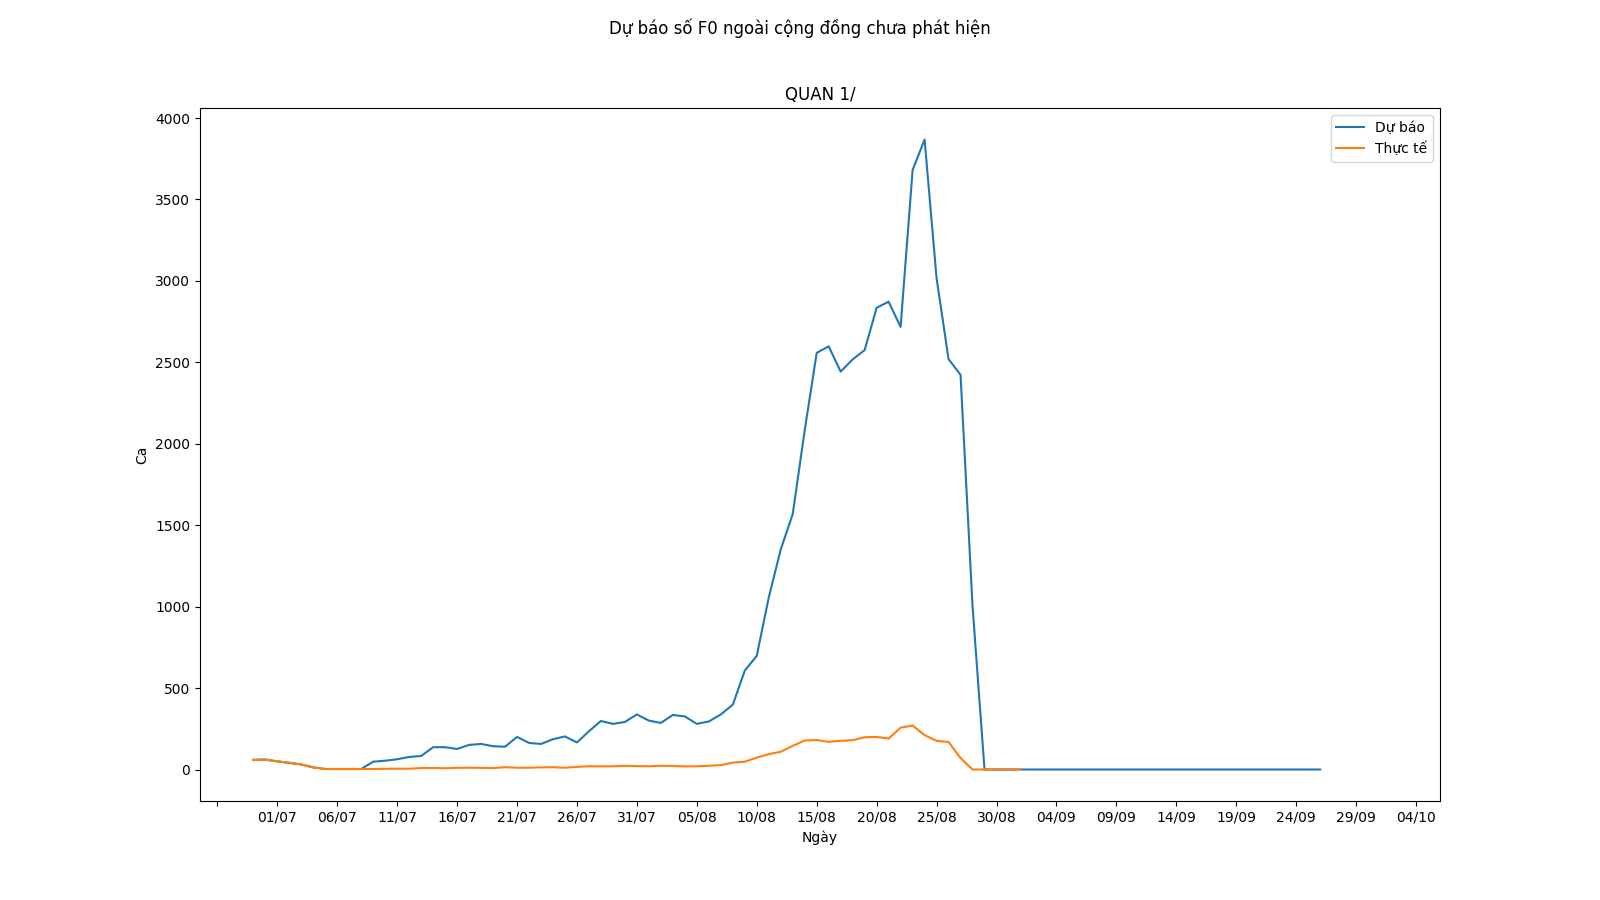 Dự báo số F0 ngoài cộng đồng chưa phát hiện
QUAN 1/
Dự báo
Thực tế
4000
3500
3000
2500
2000
1500
1000
500
0
Ca
01/07 06/07 11/07 16/07 21/07 26/07 31/07 05/08 10/08 15/08 20/08 25/08 30/08 04/09 09/09 14/09 19/09 24/09 29/09 04/10
Ngày